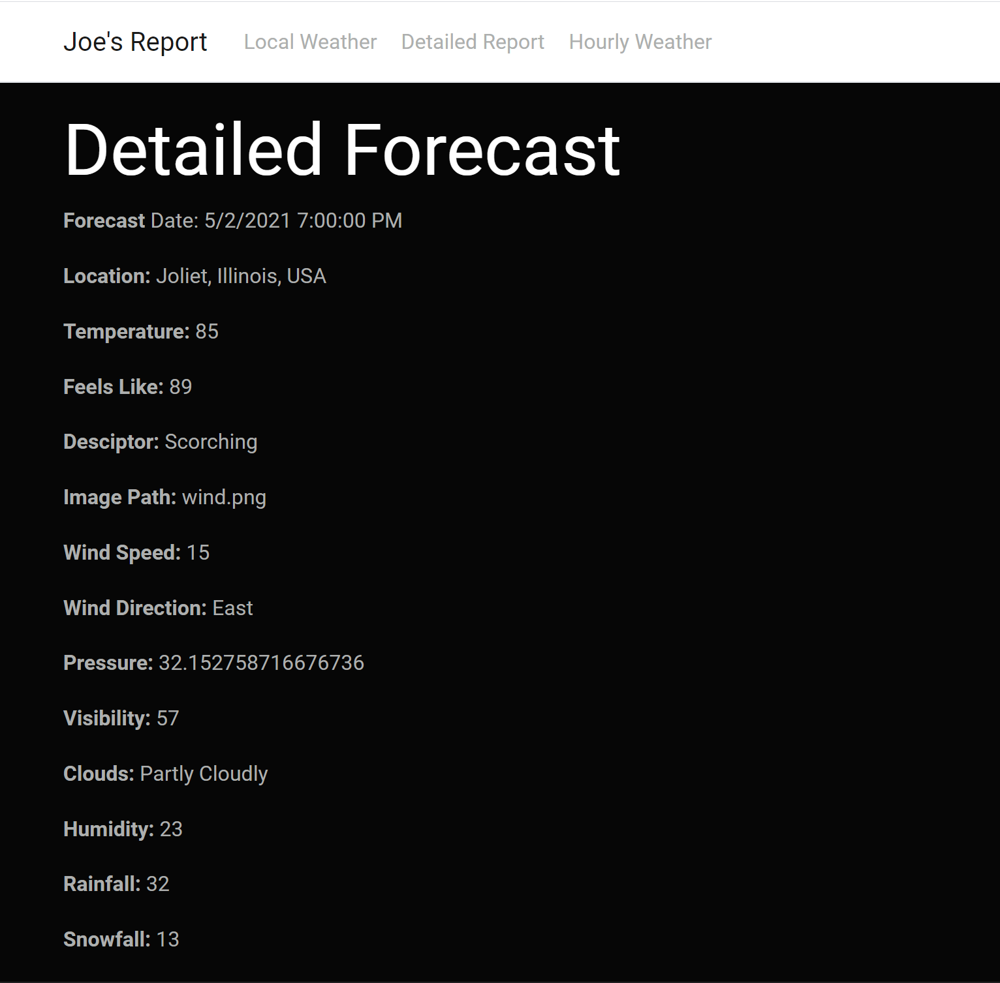 Joe's Report Local Weather Detailed Report Hourly Weather
Detailed Forecast
Forecast Date: 5/2/2021 7:00:00 PM
Location: Joliet, Illinois, USA
Temperature: 85
Feels Like: 89
Desciptor: Scorching
Image Path: wind.png
Wind Speed: 15
Wind Direction: East
Pressure: 32.152758716676736
Visibility: 57
Clouds: Partly Cloudly
Humidity: 23
Rainfall: 32
Snowfall: 13